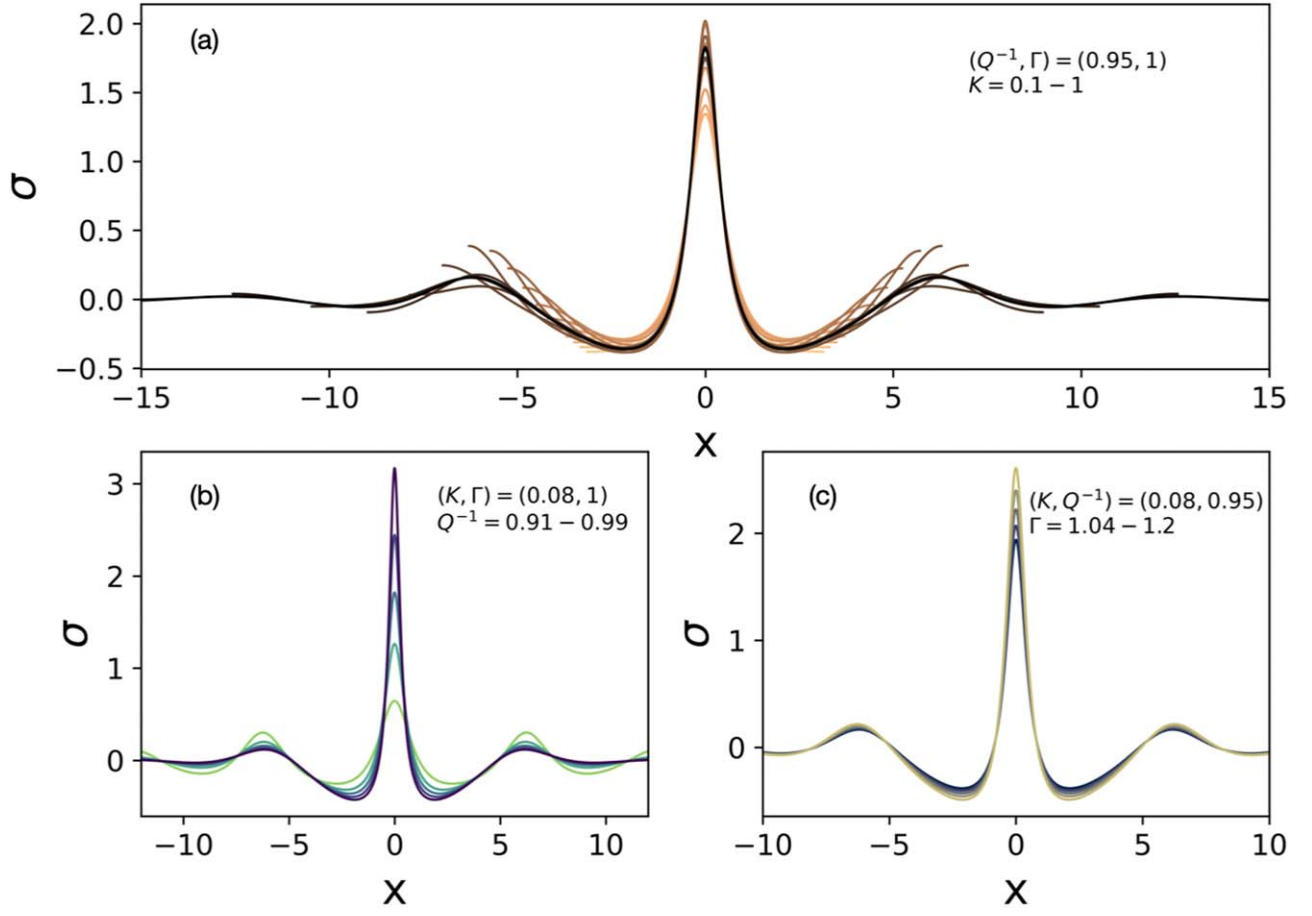 2.0
(a)
(Q⁻¹, Γ) = (0.95, 1)
K = 0.1 − 1
1.5
1.0
σ
0.5
0.0
−0.5
−15 −10 −5 0 5 10 15
x
(b)
(K, Γ) = (0.08, 1)
Q⁻¹ = 0.91 − 0.99
3
2
σ
1
0
−10 −5 0 5 10
x
(c)
(K, Q⁻¹) = (0.08, 0.95)
Γ = 1.04 − 1.2
2
σ
1
0
−10 −5 0 5 10
x